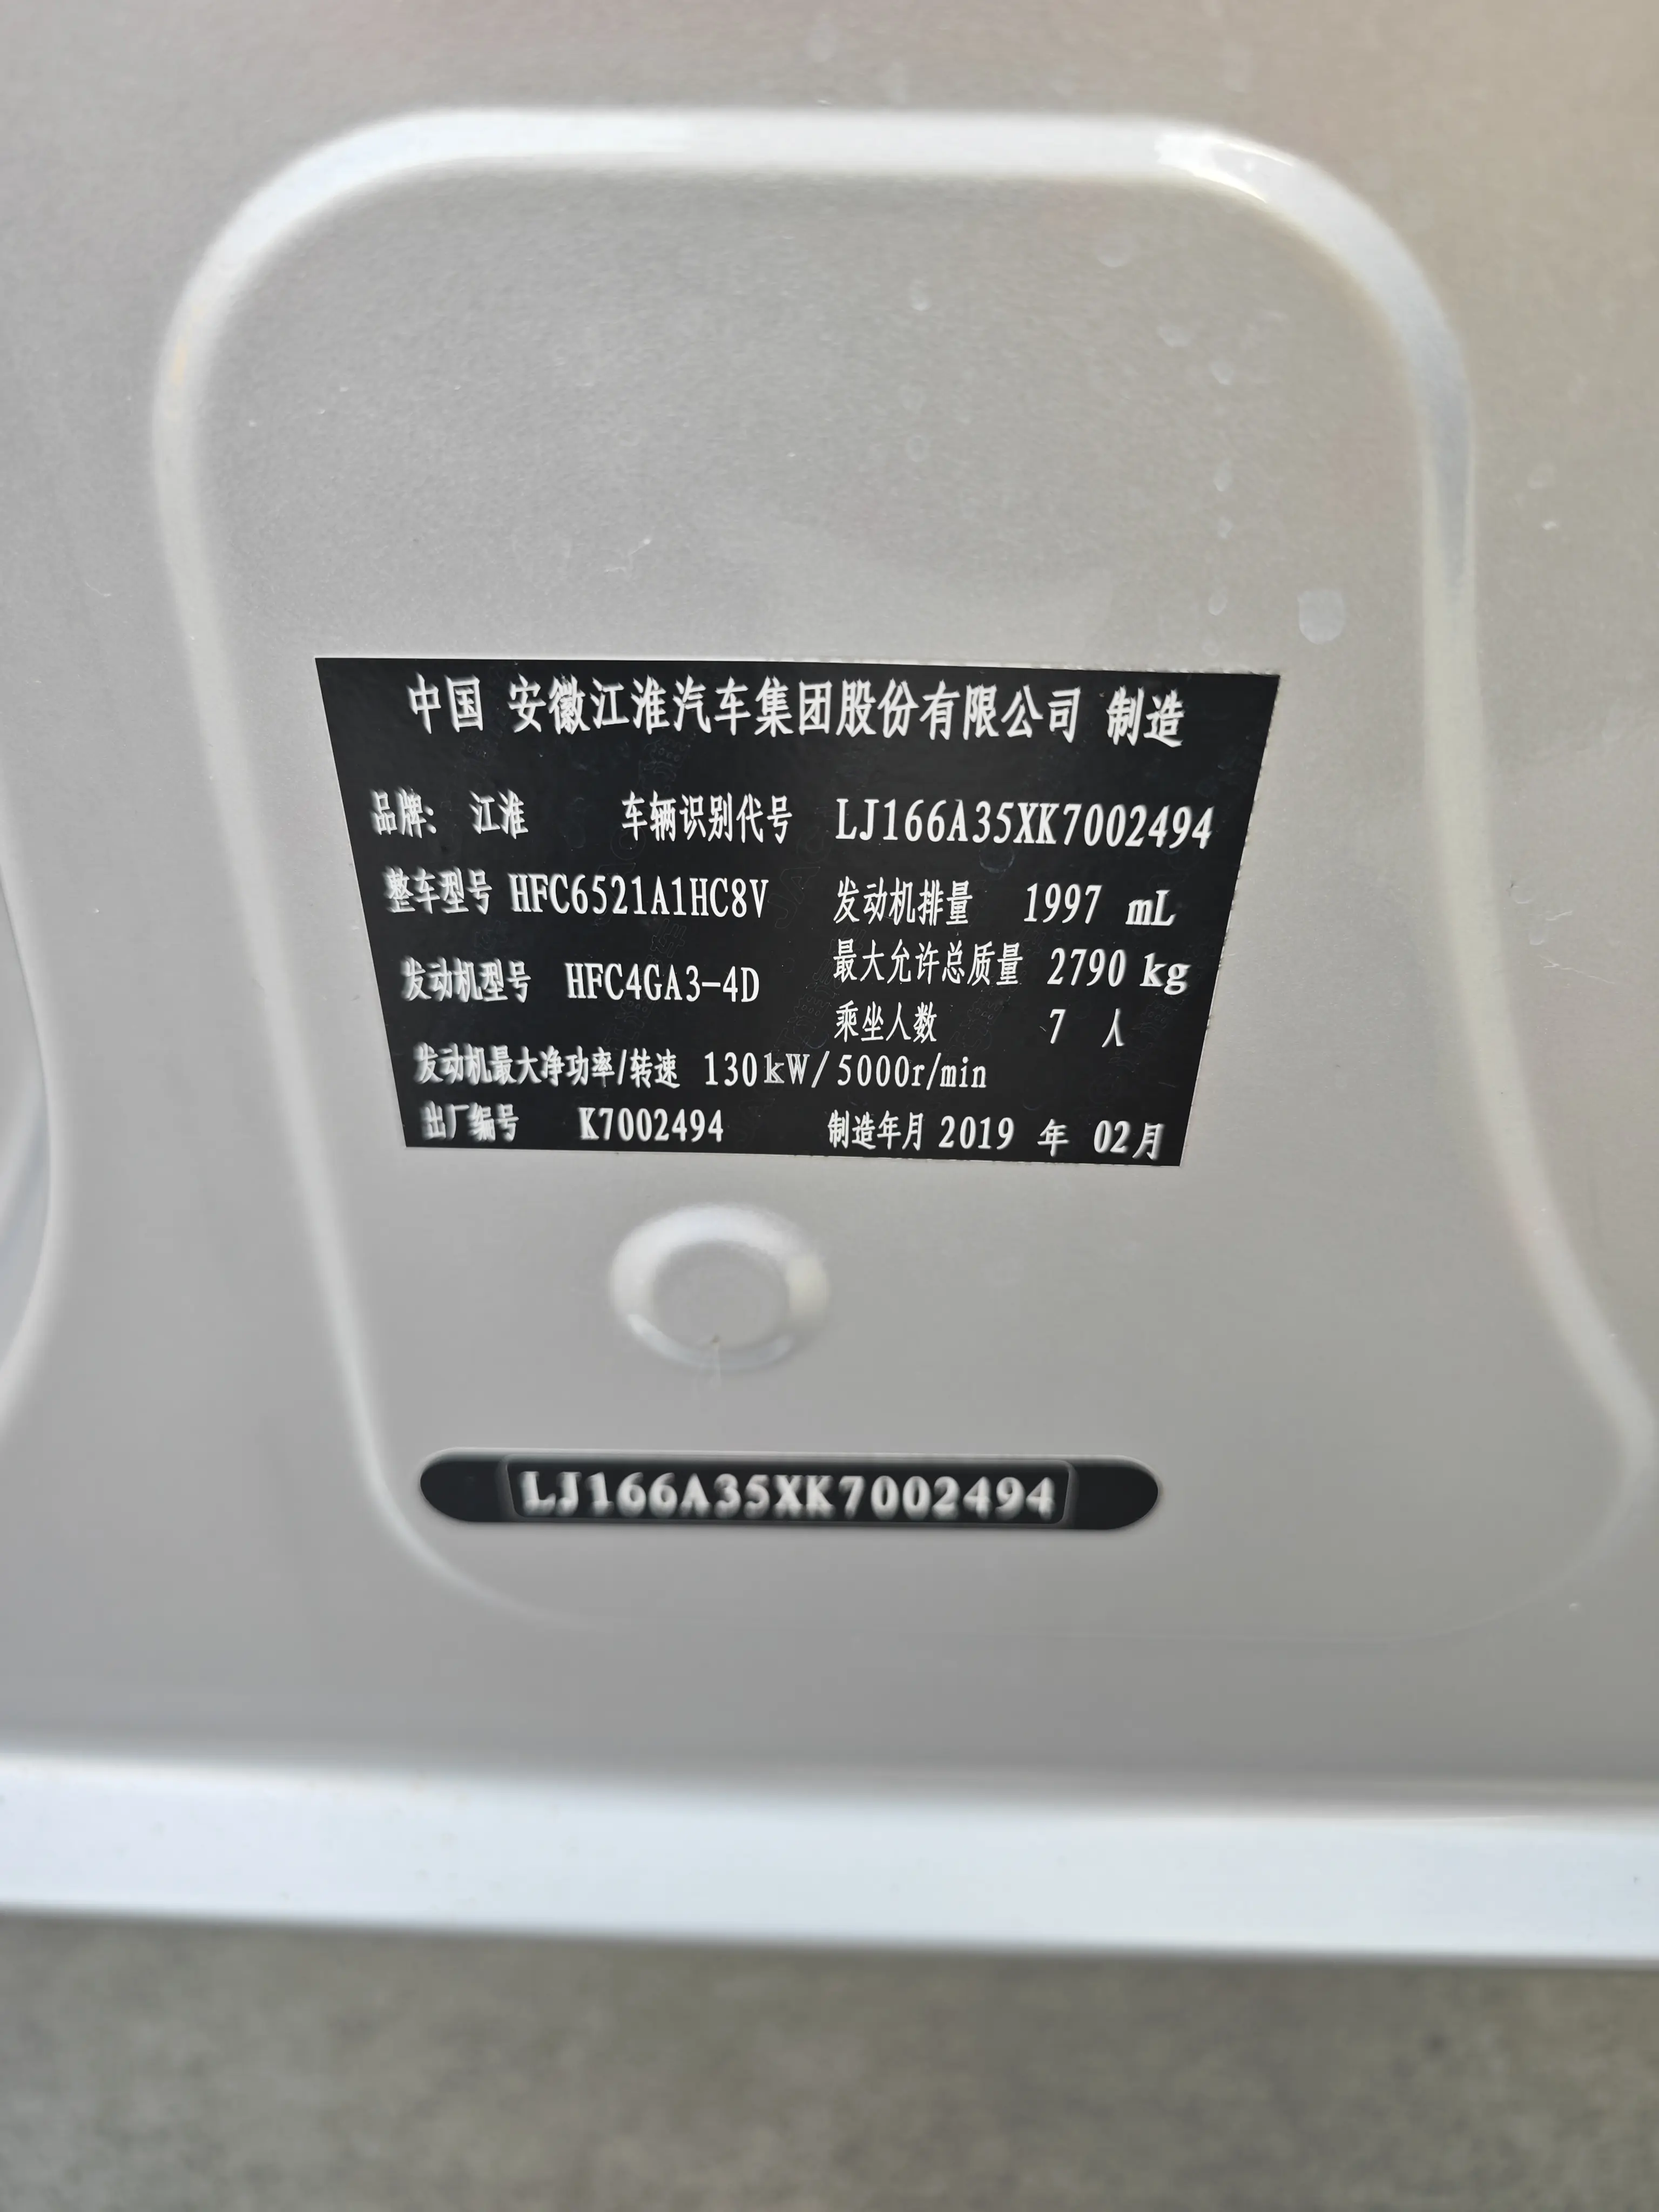 中国 安徽江淮汽车集团股份有限公司 制造
品牌: 江淮 车辆识别代号 LJ166A35XK7002494
整车型号 HFC6521A1HC8V 发动机排量 1997 mL
最大允许总质量 2790 kg
发动机型号 HFC4GA3-4D
乘坐人数 7 人
发动机最大净功率/转速 130kW/5000r/min
出厂编号 K7002494 制造年月 2019 年 02月
LJ166A35XK7002494